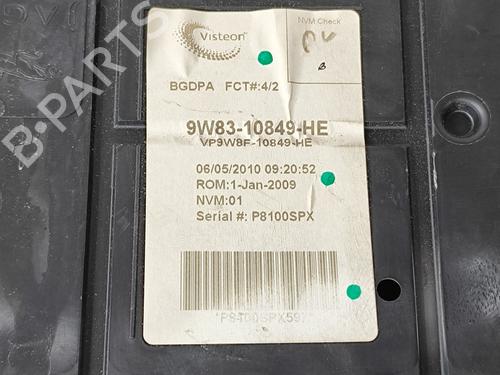 Visteon
NVM Check
BGDPA FCT#:4/2
9W83-10849-HE
VP9W8F-10849-HE
06/05/2010 09:20:52
ROM:1-Jan-2009
NVM:01
Serial #: P8100SPX